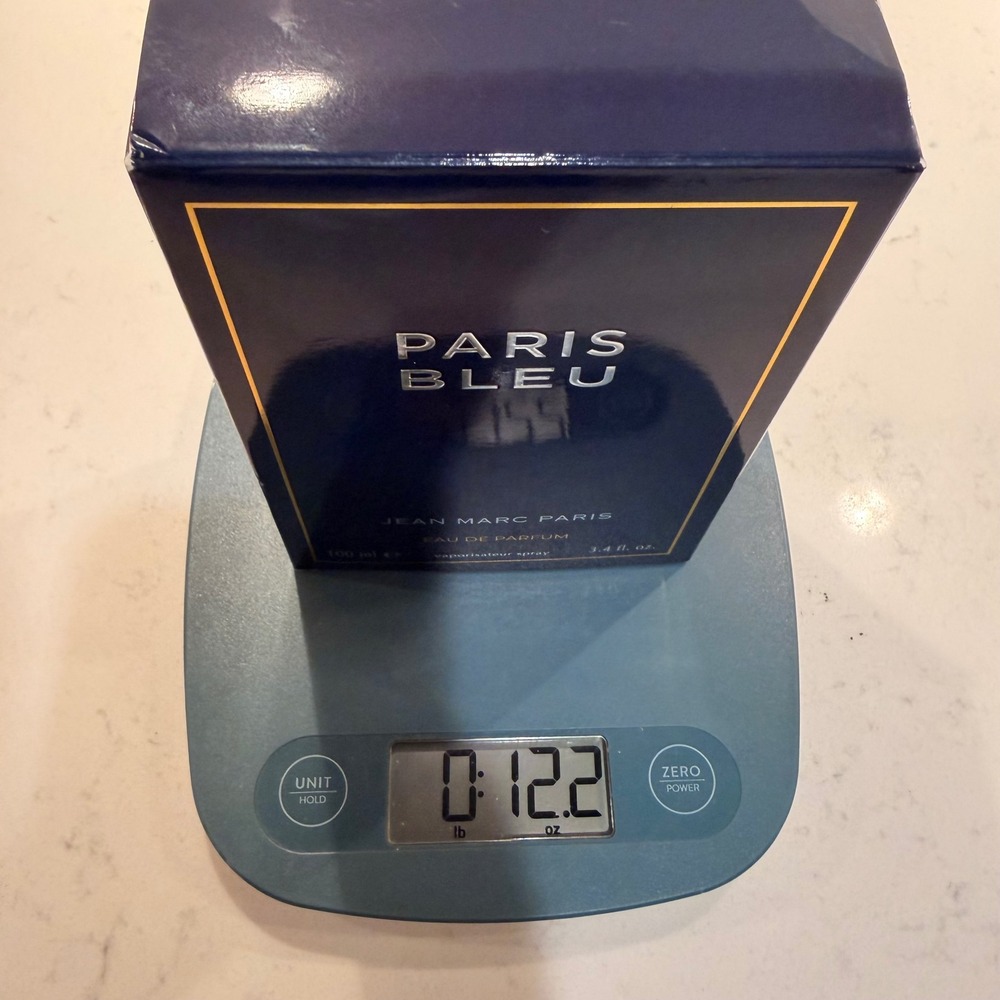 PARIS
BLEU
JEAN MARC PARIS
EAU DE PARFUM
100 ml e vaporisateur spray 3.4 fl. oz.
UNIT
HOLD
0:12.2
lb oz
ZERO
POWER